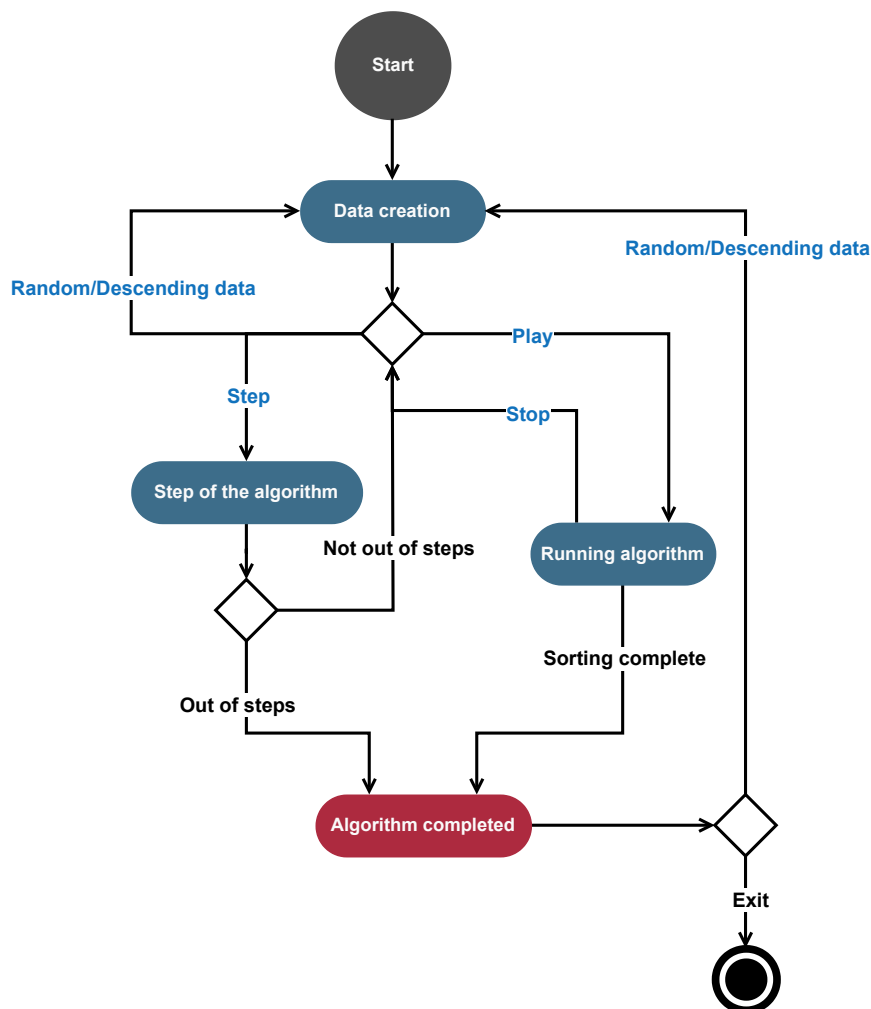 Start
Data creation
Random/Descending data
Random/Descending data
Play
Step
Stop
Step of the algorithm
Not out of steps
Running algorithm
Sorting complete
Out of steps
Algorithm completed
Exit